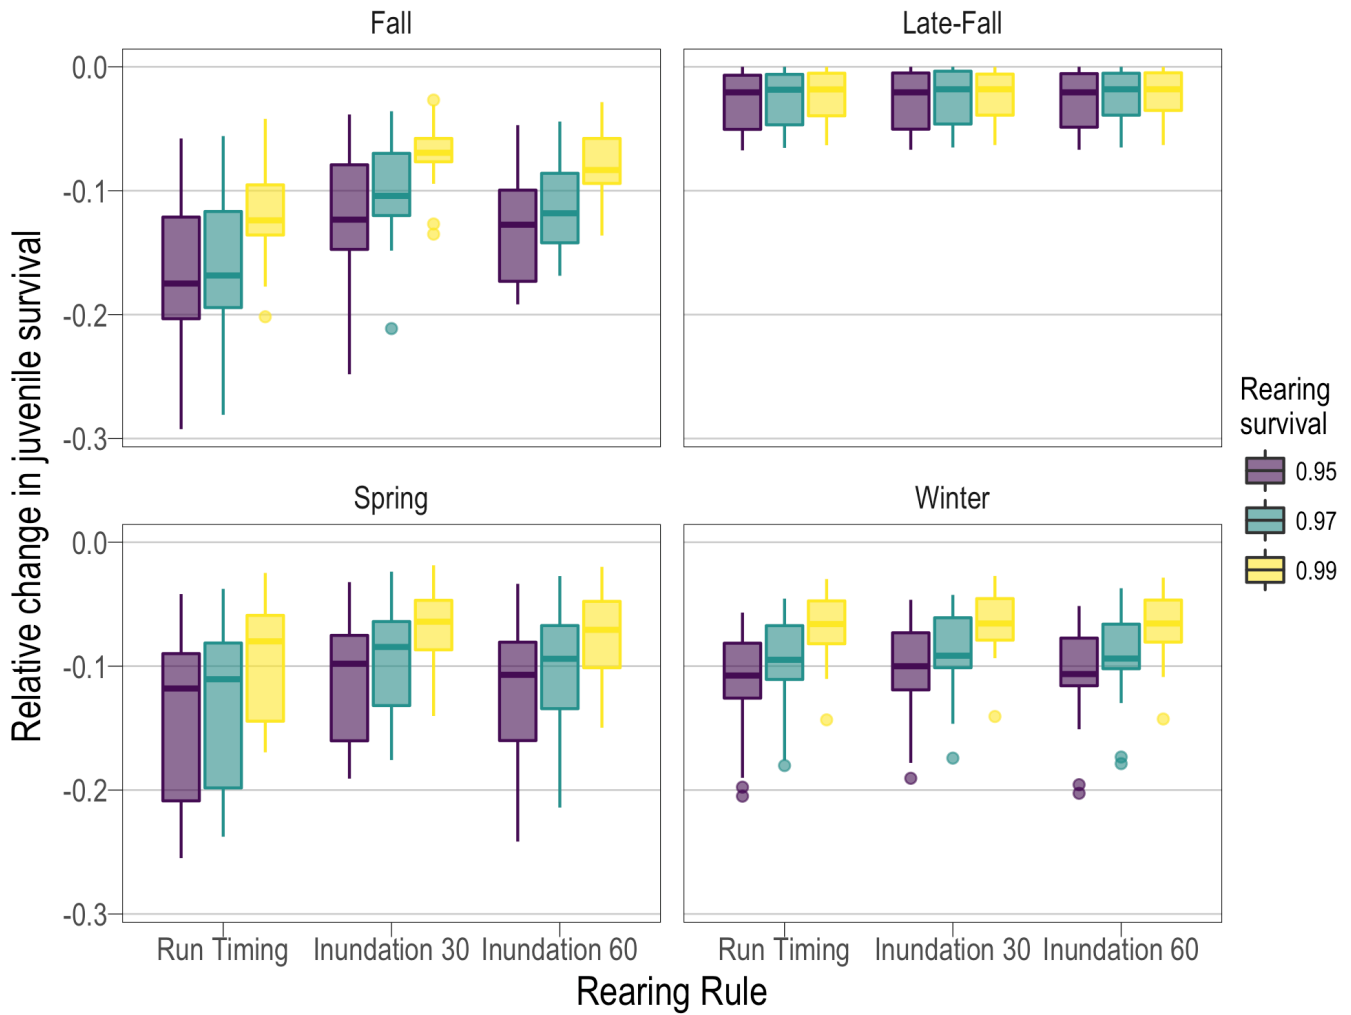 Fall
Late-Fall
0.0
-0.1
-0.2
-0.3
Relative change in juvenile survival
Spring
Winter
0.0
-0.1
-0.2
-0.3
Run Timing Inundation 30 Inundation 60
Run Timing Inundation 30 Inundation 60
Rearing Rule
Rearing
survival
0.95
0.97
0.99